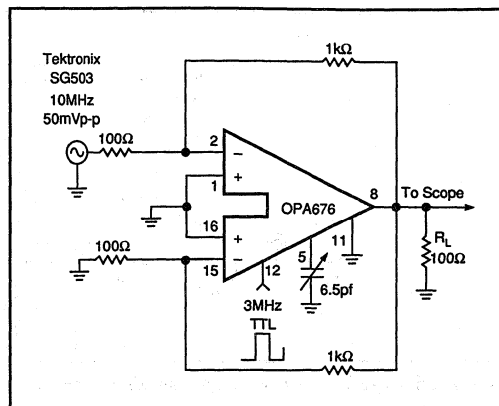 Tektronix
SG503
10MHz
50mVp-p
100Ω
1kΩ
2
−
1
+
OPA676
8
To Scope
16
+
15
−
100Ω
12
5
11
RL
100Ω
6.5pf
3MHz
TTL
1kΩ